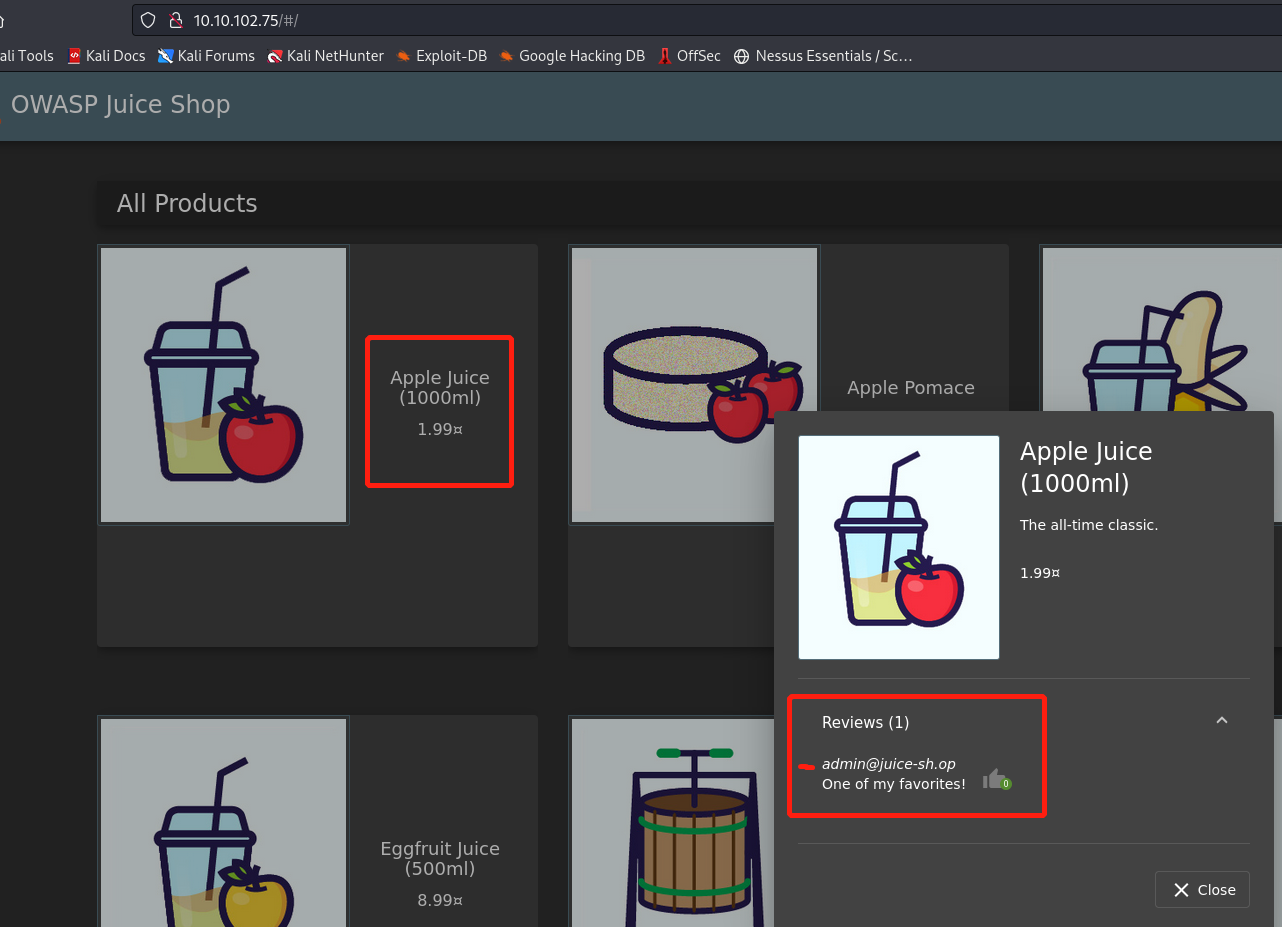 10.10.102.75/#/
ali Tools Kali Docs Kali Forums Kali NetHunter Exploit-DB Google Hacking DB OffSec Nessus Essentials / Sc...
OWASP Juice Shop
All Products
Apple Juice
(1000ml)
1.99¤
Apple Pomace
Apple Juice
(1000ml)
The all-time classic.
1.99¤
Reviews (1)
admin@juice-sh.op
One of my favorites!
0
Eggfruit Juice
(500ml)
8.99¤
Close